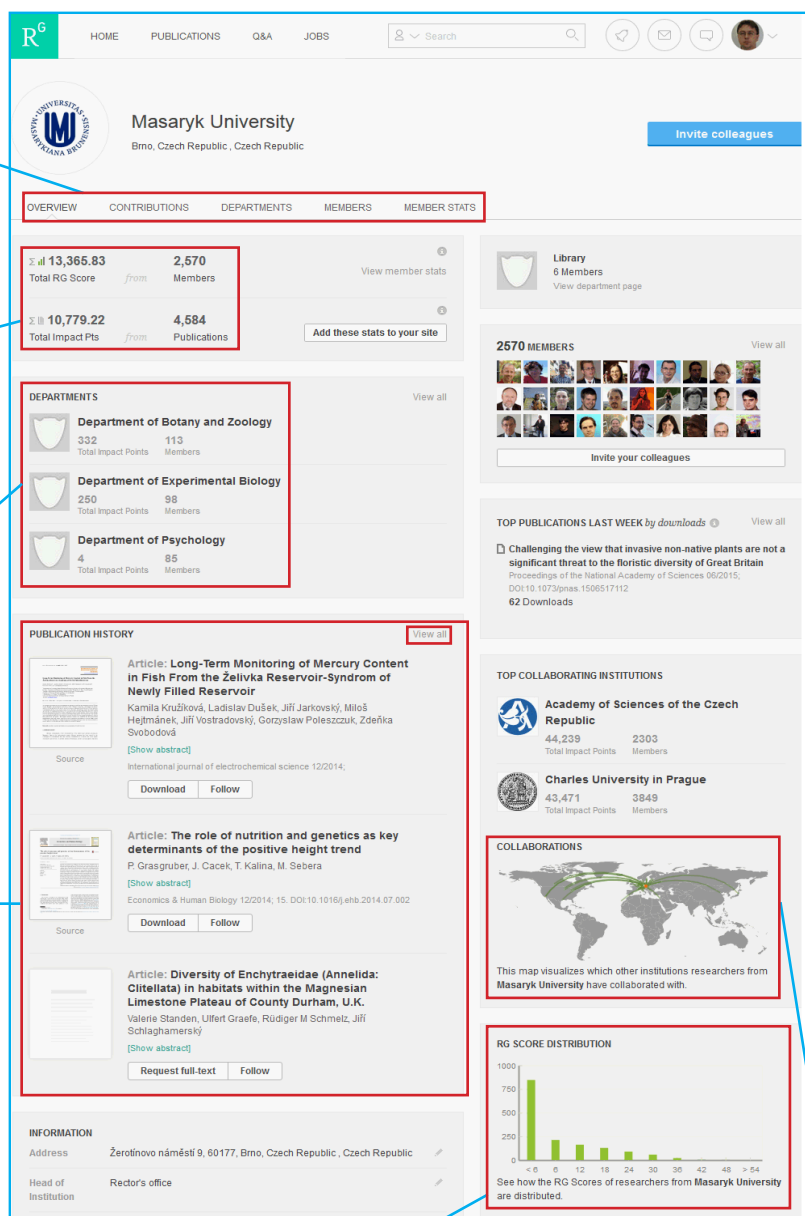 RG
HOME PUBLICATIONS Q&A JOBS
Search
UNIVERSITAS MASARYKIANA BRUNENSIS
Masaryk University
Brno, Czech Republic , Czech Republic
Invite colleagues
OVERVIEW CONTRIBUTIONS DEPARTMENTS MEMBERS MEMBER STATS
Σ 13,365.83 2,570
Total RG Score from Members
View member stats
Σ 10,779.22 4,584
Total Impact Pts from Publications
Add these stats to your site
DEPARTMENTS View all
Department of Botany and Zoology
332 113
Total Impact Points Members
Department of Experimental Biology
250 98
Total Impact Points Members
Department of Psychology
4 85
Total Impact Points Members
PUBLICATION HISTORY View all
Article: Long-Term Monitoring of Mercury Content
in Fish From the Želivka Reservoir-Syndrom of
Newly Filled Reservoir
Kamila Kružíková, Ladislav Dušek, Jiří Jarkovský, Miloš
Hejtmánek, Jiří Vostradovský, Gorzyslaw Poleszczuk, Zdeňka
Svobodová
[Show abstract]
Source
International journal of electrochemical science 12/2014;
Download Follow
Article: The role of nutrition and genetics as key
determinants of the positive height trend
P. Grasgruber, J. Cacek, T. Kalina, M. Sebera
[Show abstract]
Economics & Human Biology 12/2014; 15. DOI:10.1016/j.ehb.2014.07.002
Download Follow
Source
Article: Diversity of Enchytraeidae (Annelida:
Clitellata) in habitats within the Magnesian
Limestone Plateau of County Durham, U.K.
Valerie Standen, Ulfert Graefe, Rüdiger M Schmelz, Jiří
Schlaghamerský
[Show abstract]
Request full-text Follow
INFORMATION
Address Žerotínovo náměstí 9, 60177, Brno, Czech Republic , Czech Republic
Head of Rector's office
Institution
Library
6 Members
View department page
2570 MEMBERS View all
Invite your colleagues
TOP PUBLICATIONS LAST WEEK by downloads View all
Challenging the view that invasive non-native plants are not a
significant threat to the floristic diversity of Great Britain
Proceedings of the National Academy of Sciences 06/2015;
DOI:10.1073/pnas.1506517112
62 Downloads
TOP COLLABORATING INSTITUTIONS
Academy of Sciences of the Czech
Republic
44,239 2303
Total Impact Points Members
Charles University in Prague
43,471 3849
Total Impact Points Members
COLLABORATIONS
This map visualizes which other institutions researchers from
Masaryk University have collaborated with.
RG SCORE DISTRIBUTION
1000
750
500
250
0
< 6 6 12 18 24 30 36 42 48 > 54
See how the RG Scores of researchers from Masaryk University
are distributed.